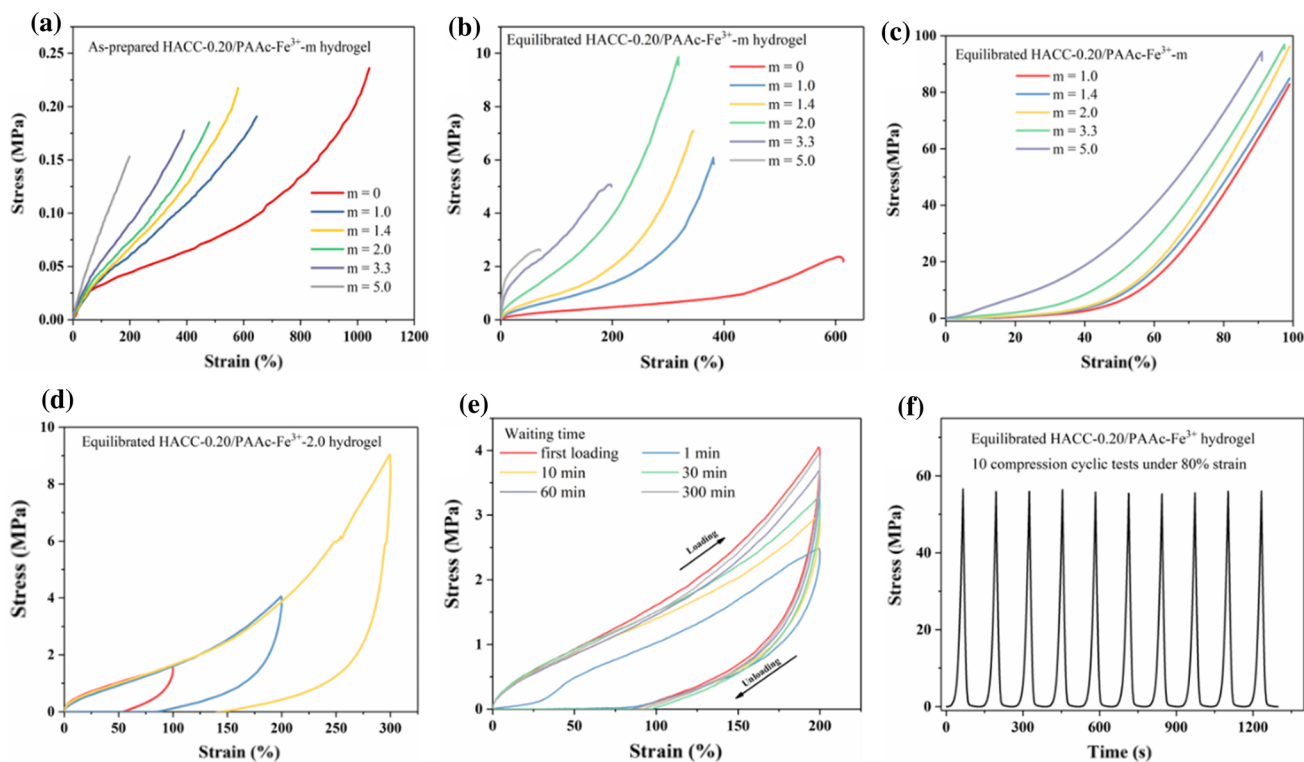 (a)
As-prepared HACC-0.20/PAAc-Fe³⁺-m hydrogel
Stress (MPa)
0.25
0.20
0.15
0.10
0.05
0.00
m = 0
m = 1.0
m = 1.4
m = 2.0
m = 3.3
m = 5.0
0 200 400 600 800 1000 1200
Strain (%)
(b)
Equilibrated HACC-0.20/PAAc-Fe³⁺-m hydrogel
Stress (MPa)
10
8
6
4
2
0
m = 0
m = 1.0
m = 1.4
m = 2.0
m = 3.3
m = 5.0
0 200 400 600
Strain (%)
(c)
Equilibrated HACC-0.20/PAAc-Fe³⁺-m
Stress(MPa)
100
80
60
40
20
0
m = 1.0
m = 1.4
m = 2.0
m = 3.3
m = 5.0
0 20 40 60 80 100
Strain(%)
(d)
Equilibrated HACC-0.20/PAAc-Fe³⁺-2.0 hydrogel
Stress (MPa)
10
8
6
4
2
0
0 50 100 150 200 250 300
Strain (%)
(e)
Waiting time
first loading 1 min
10 min 30 min
60 min 300 min
Loading
Unloading
Stress (MPa)
4
3
2
1
0
0 50 100 150 200
Strain (%)
(f)
Equilibrated HACC-0.20/PAAc-Fe³⁺ hydrogel
10 compression cyclic tests under 80% strain
Stress (MPa)
60
40
20
0
0 300 600 900 1200
Time (s)